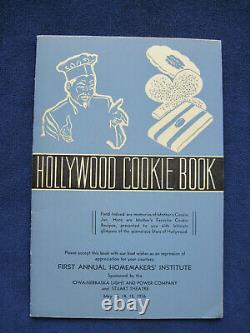 HOLLYWOOD COOKIE BOOK
Fond Indeed are memories of Mother's Cookie
Jar. Here are Mother's Favorite Cookie
Recipes, presented to you with intimate
glimpses of the glamorous Stars of Hollywood
Please accept this book with our best wishes as an expression of
appreciation for your courtesy.
FIRST ANNUAL HOMEMAKERS' INSTITUTE
Sponsored by the
IOWA-NEBRASKA LIGHT AND POWER COMPANY
and STUART THEATRE
May 1936